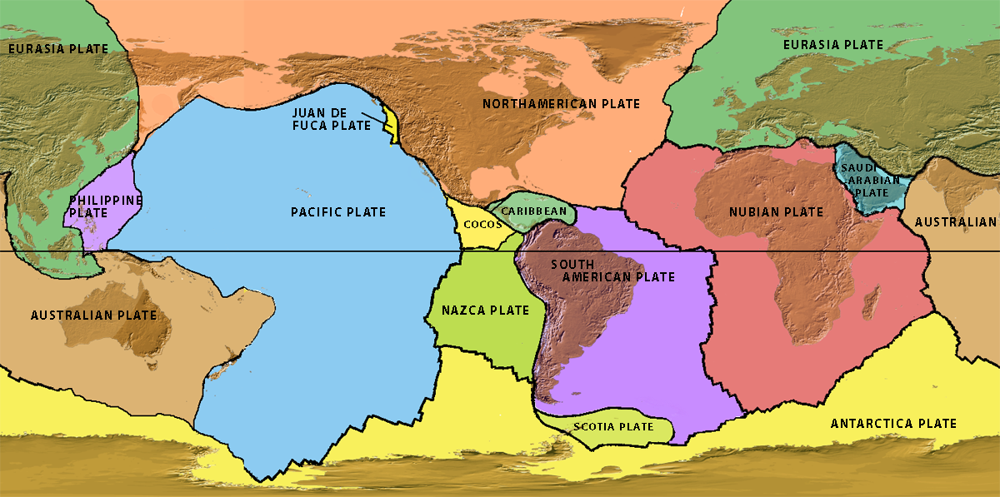 EURASIA PLATE
EURASIA PLATE
NORTHAMERICAN PLATE
JUAN DE
FUCA PLATE
SAUDI
ARABIAN
PLATE
PHILIPPINE
PLATE
PACIFIC PLATE
COCOS
CARIBBEAN
NUBIAN PLATE
AUSTRALIAN
SOUTH
AMERICAN PLATE
AUSTRALIAN PLATE
NAZCA PLATE
SCOTIA PLATE
ANTARCTICA PLATE